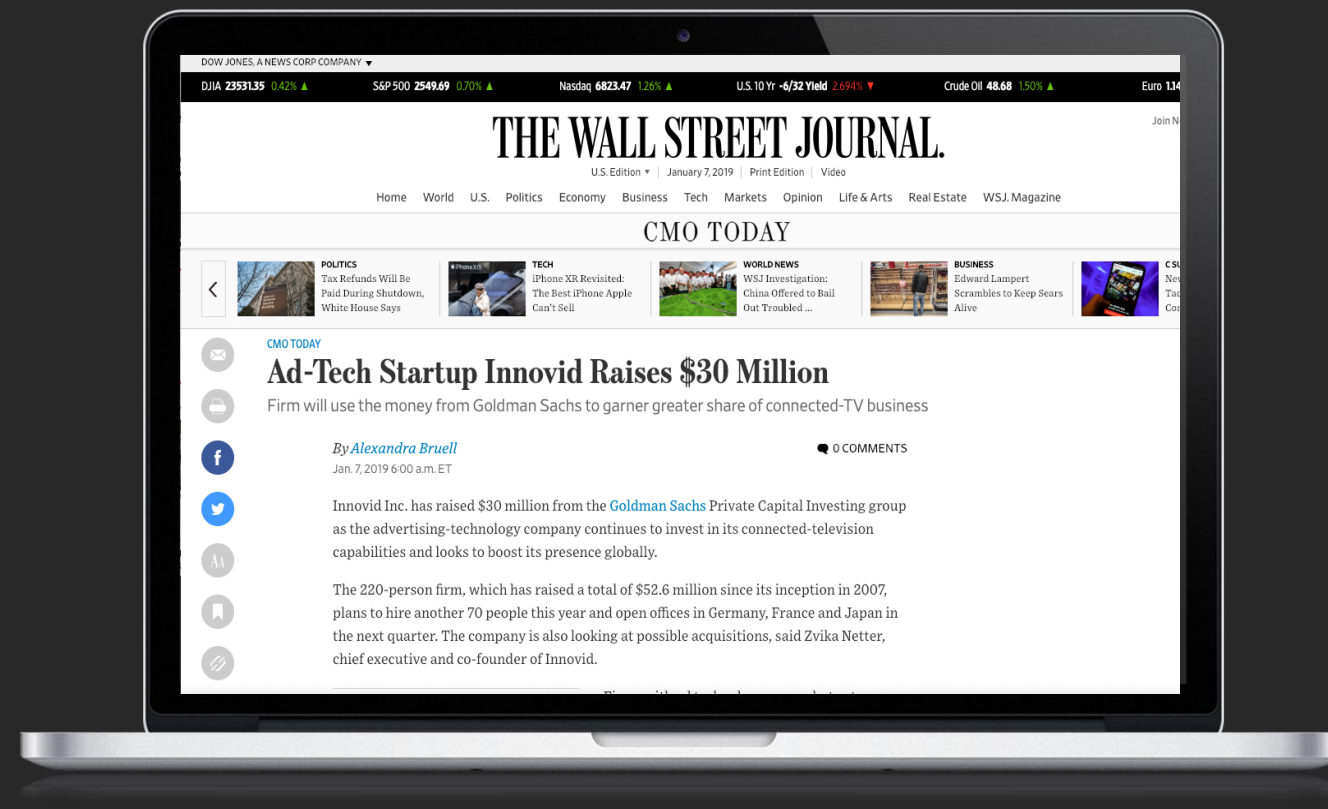 DOW JONES, A NEWS CORP COMPANY
DJIA 23531.35 0.42% S&P 500 2549.69 0.70% Nasdaq 6823.47 1.26% U.S. 10 Yr -6/32 Yield 2.694% Crude Oil 48.68 1.50% Euro 1.14
Join
THE WALL STREET JOURNAL.
U.S. Edition January 7, 2019 Print Edition Video
Home World U.S. Politics Economy Business Tech Markets Opinion Life & Arts Real Estate WSJ. Magazine
CMO TODAY
POLITICS
Tax Refunds Will Be
Paid During Shutdown,
White House Says
iPhone XR
TECH
iPhone XR Revisited:
The Best iPhone Apple
Can't Sell
WORLD NEWS
WSJ Investigation:
China Offered to Bail
Out Troubled ...
BUSINESS
Edward Lampert
Scrambles to Keep Sears
Alive
CMO TODAY
Ad-Tech Startup Innovid Raises $30 Million
Firm will use the money from Goldman Sachs to garner greater share of connected-TV business
f
AA
By Alexandra Bruell
0 COMMENTS
Jan. 7, 2019 6:00 a.m. ET
Innovid Inc. has raised $30 million from the Goldman Sachs Private Capital Investing group
as the advertising-technology company continues to invest in its connected-television
capabilities and looks to boost its presence globally.
The 220-person firm, which has raised a total of $52.6 million since its inception in 2007,
plans to hire another 70 people this year and open offices in Germany, France and Japan in
the next quarter. The company is also looking at possible acquisitions, said Zvika Netter,
chief executive and co-founder of Innovid.